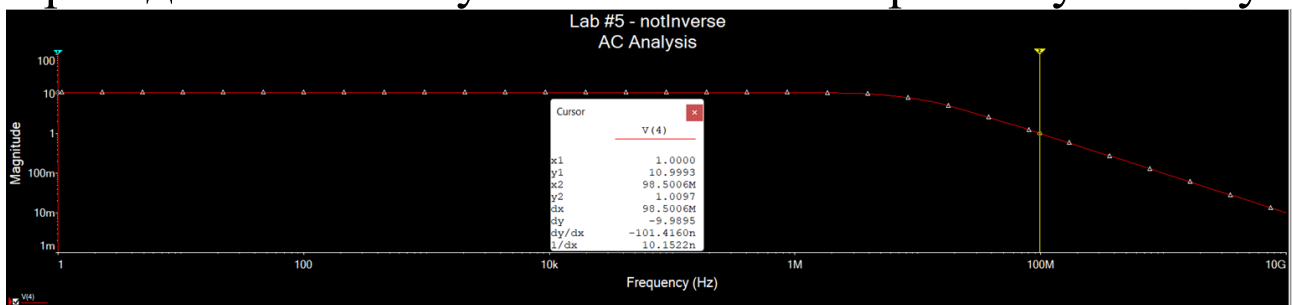 Lab #5 - notInverse
AC Analysis
100
10
1
100m
10m
1m
Magnitude
Cursor
V(4)
x1 1.0000
y1 10.9993
x2 98.5006M
y2 1.0097
dx 98.5006M
dy -9.9895
dy/dx -101.4160n
1/dx 10.1522n
1 100 10k 1M 100M 10G
Frequency (Hz)
V(4)